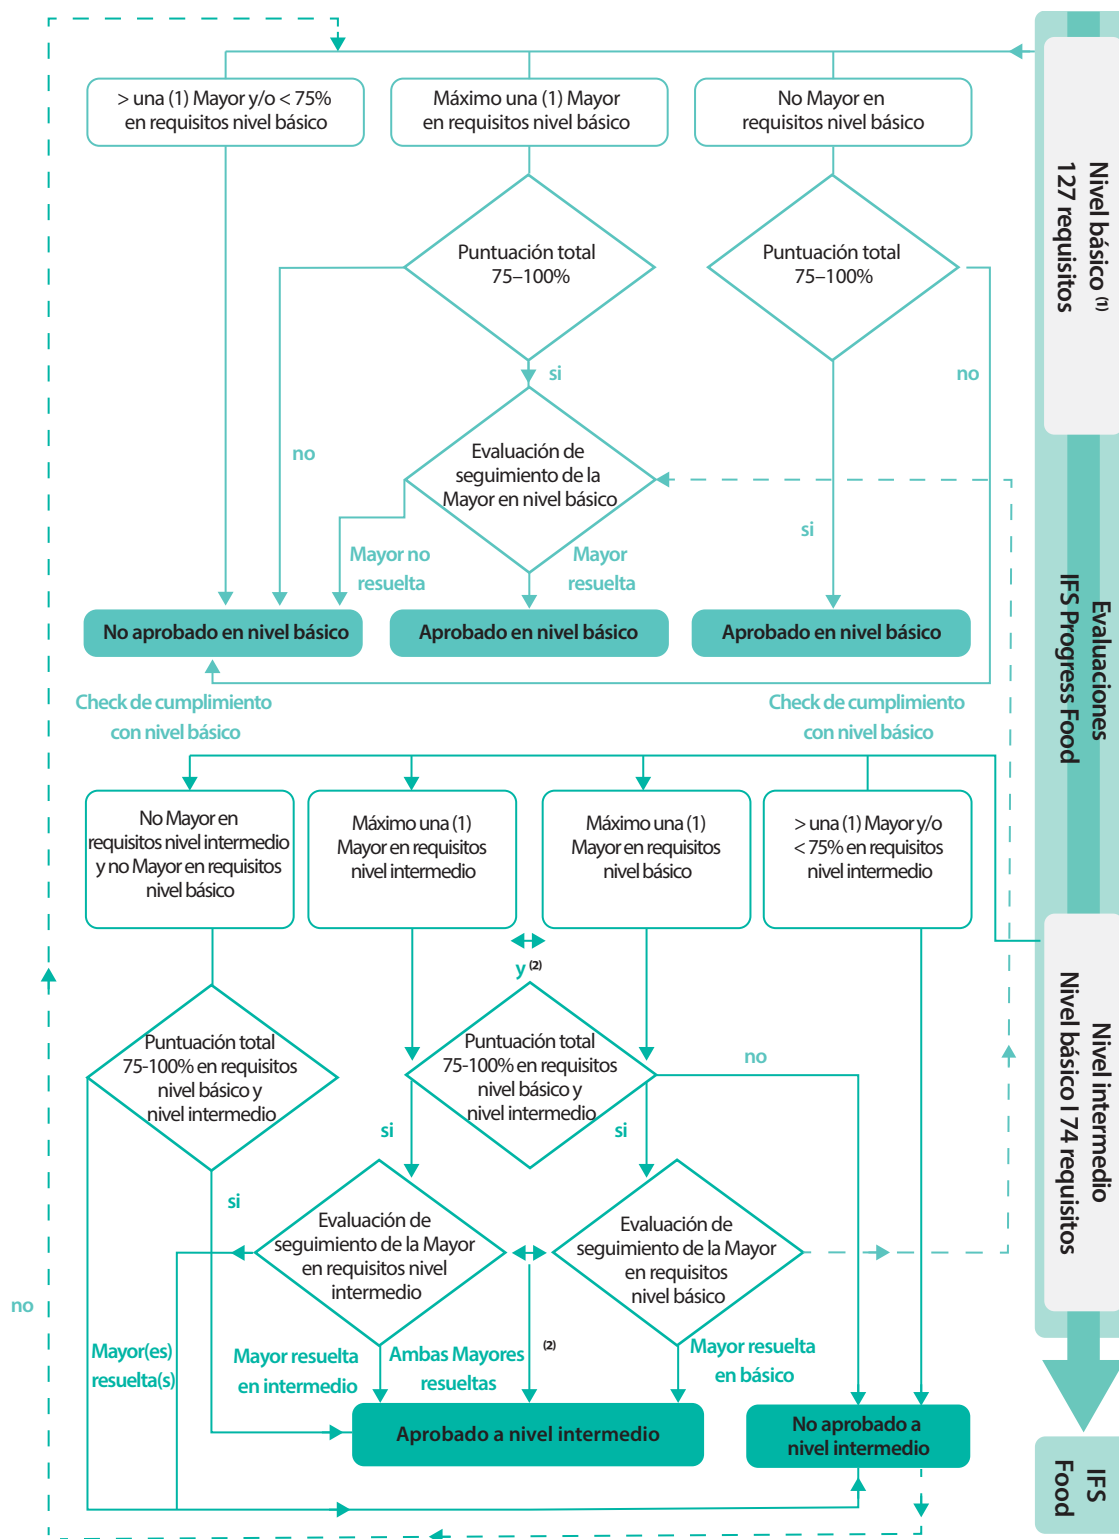 > una (1) Mayor y/o < 75%
en requisitos nivel básico
Máximo una (1) Mayor
en requisitos nivel básico
No Mayor en
requisitos nivel básico
Puntuación total
75–100%
Puntuación total
75–100%
si
no
no
Evaluación de
seguimiento de la
Mayor en nivel básico
si
Mayor no
resuelta
Mayor
resuelta
No aprobado en nivel básico
Aprobado en nivel básico
Aprobado en nivel básico
Check de cumplimiento
con nivel básico
Check de cumplimiento
con nivel básico
No Mayor en
requisitos nivel intermedio
y no Mayor en requisitos
nivel básico
Máximo una (1)
Mayor en requisitos
nivel intermedio
Máximo una (1)
Mayor en requisitos
nivel básico
> una (1) Mayor y/o
< 75% en requisitos
nivel intermedio
y (2)
Puntuación total
75-100% en requisitos
nivel básico y
nivel intermedio
Puntuación total
75-100% en requisitos
nivel básico y
nivel intermedio
no
si
si
si
Evaluación de
seguimiento de la Mayor
en requisitos nivel
intermedio
Evaluación de
seguimiento de la Mayor
en requisitos
nivel básico
no
Mayor(es)
resuelta(s)
Mayor resuelta
en intermedio
Ambas Mayores (2)
resueltas
Mayor resuelta
en básico
Aprobado a nivel intermedio
No aprobado a
nivel intermedio
Nivel básico (1)
127 requisitos
Evaluaciones
IFS Progress Food
Nivel intermedio
Nivel básico I 74 requisitos
IFS
Food